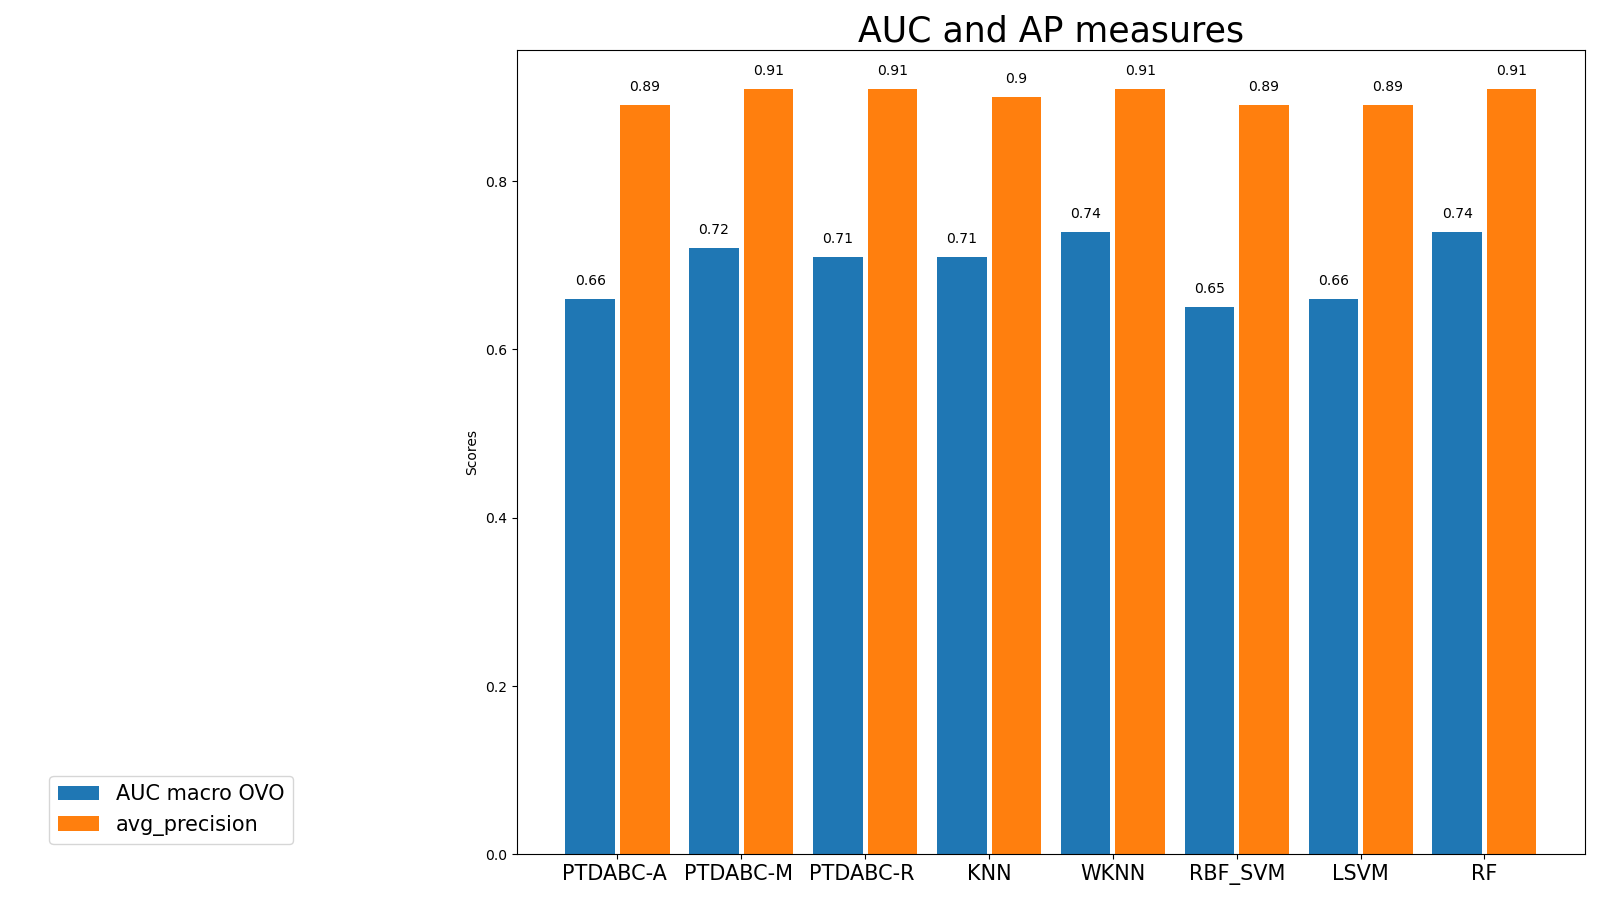 AUC and AP measures
0.89 0.91 0.91 0.9 0.91 0.89 0.89 0.91
0.66 0.72 0.71 0.71 0.74 0.65 0.66 0.74
0.8
0.6
Scores
0.4
0.2
0.0
PTDABC-A PTDABC-M PTDABC-R KNN WKNN RBF_SVM LSVM RF
AUC macro OVO
avg_precision